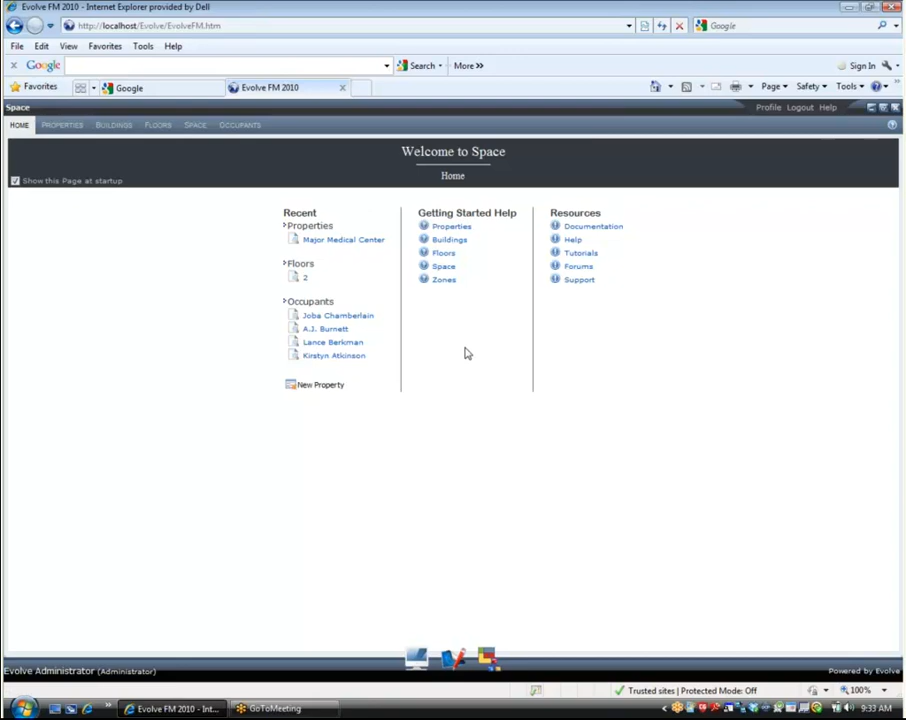 Evolve FM 2010 - Internet Explorer provided by Dell
http://localhost/Evolve/EvolveFM.htm
Google
File Edit View Favorites Tools Help
Google Search More »
Sign In
Favorites
Google
Evolve FM 2010
Page Safety Tools
Space
Profile Logout Help
HOME PROPERTIES BUILDINGS FLOORS SPACE OCCUPANTS
Welcome to Space
Home
Show this Page at startup
Recent
Properties
Major Medical Center
Floors
2
Occupants
Joba Chamberlain
A.J. Burnett
Lance Berkman
Kirstyn Atkinson
New Property
Getting Started Help
Properties
Buildings
Floors
Space
Zones
Resources
Documentation
Help
Tutorials
Forums
Support
Evolve Administrator (Administrator)
Powered by Evolve
Trusted sites | Protected Mode: Off
100%
Evolve FM 2010 - Int...
GoToMeeting
9:33 AM